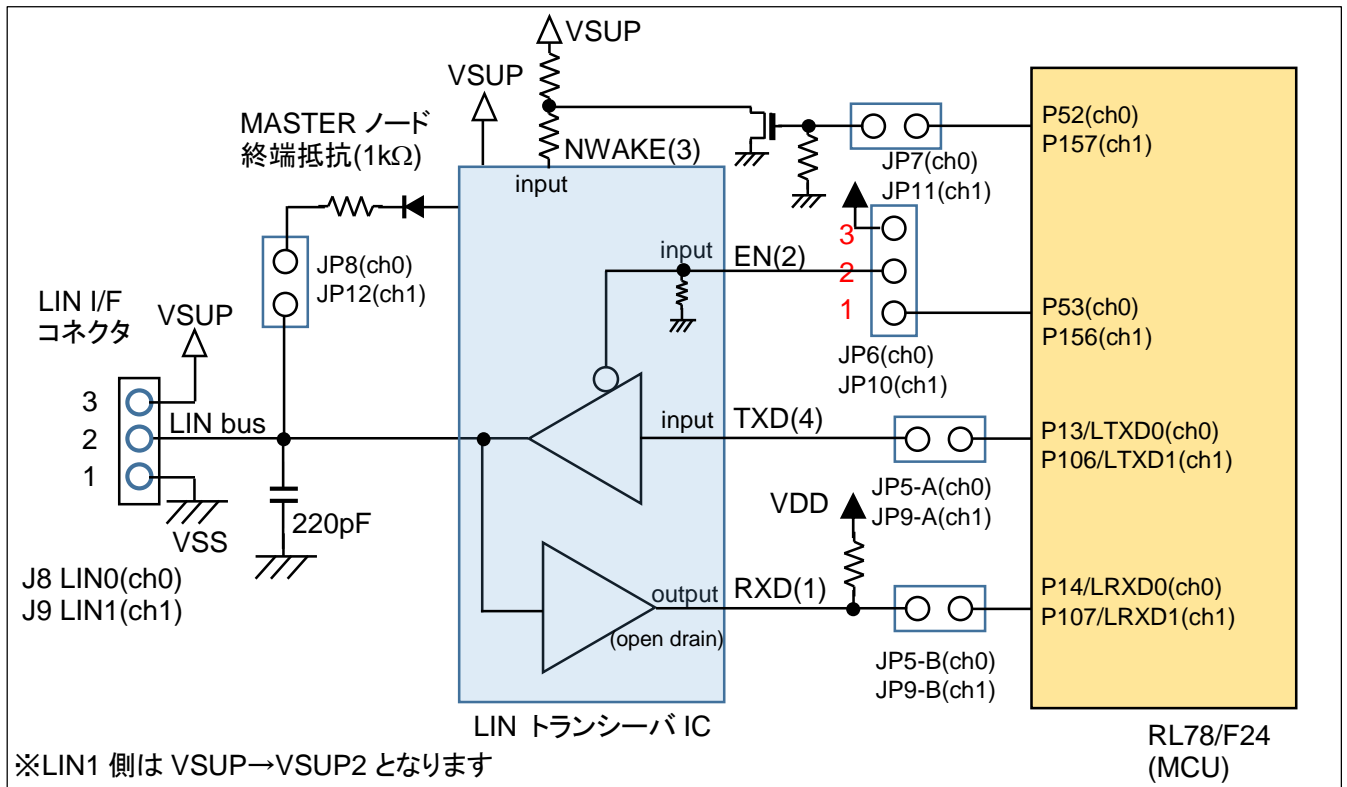 VSUP
VSUP
MASTER ノード
終端抵抗(1kΩ)
NWAKE(3)
input
P52(ch0)
P157(ch1)
JP7(ch0)
JP11(ch1)
3
2
1
input
EN(2)
JP8(ch0)
JP12(ch1)
LIN I/F
コネクタ
VSUP
P53(ch0)
P156(ch1)
JP6(ch0)
JP10(ch1)
3
2
1
LIN bus
input
TXD(4)
P13/LTXD0(ch0)
P106/LTXD1(ch1)
JP5-A(ch0)
JP9-A(ch1)
VDD
220pF
VSS
J8 LIN0(ch0)
J9 LIN1(ch1)
output
RXD(1)
(open drain)
P14/LRXD0(ch0)
P107/LRXD1(ch1)
JP5-B(ch0)
JP9-B(ch1)
LIN トランシーバ IC
RL78/F24
(MCU)
※LIN1 側は VSUP→VSUP2 となります